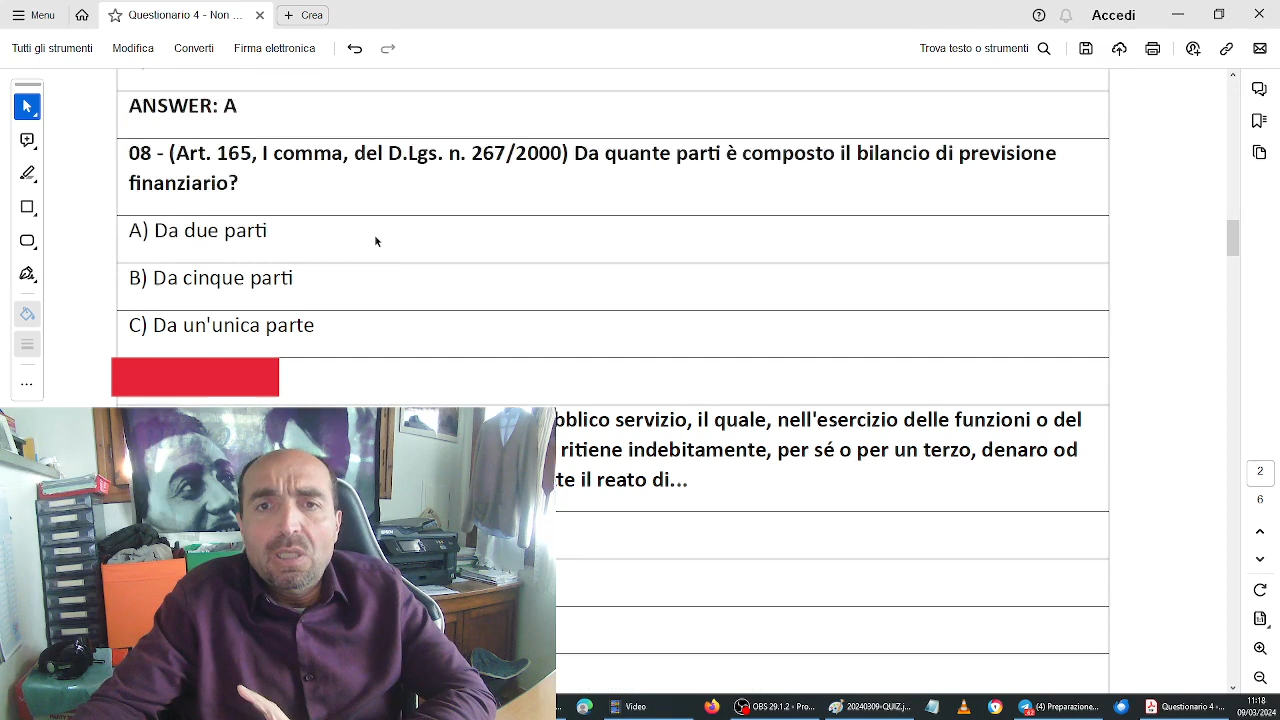 Menu
Questionario 4 - Non ...
Crea
Accedi
Tutti gli strumenti
Modifica
Converti
Firma elettronica
Trova testo o strumenti
ANSWER: A
08 - (Art. 165, I comma, del D.Lgs. n. 267/2000) Da quante parti è composto il bilancio di previsione
finanziario?
A) Da due parti
B) Da cinque parti
C) Da un'unica parte
bblico servizio, il quale, nell'esercizio delle funzioni o del
ritiene indebitamente, per sé o per un terzo, denaro od
te il reato di...
2
6
Video
OBS 29.1.2 - Pro...
20240309-QUIZ.j...
(4) Preparazione...
Questionario 4 -...
11:18
09/03/2024